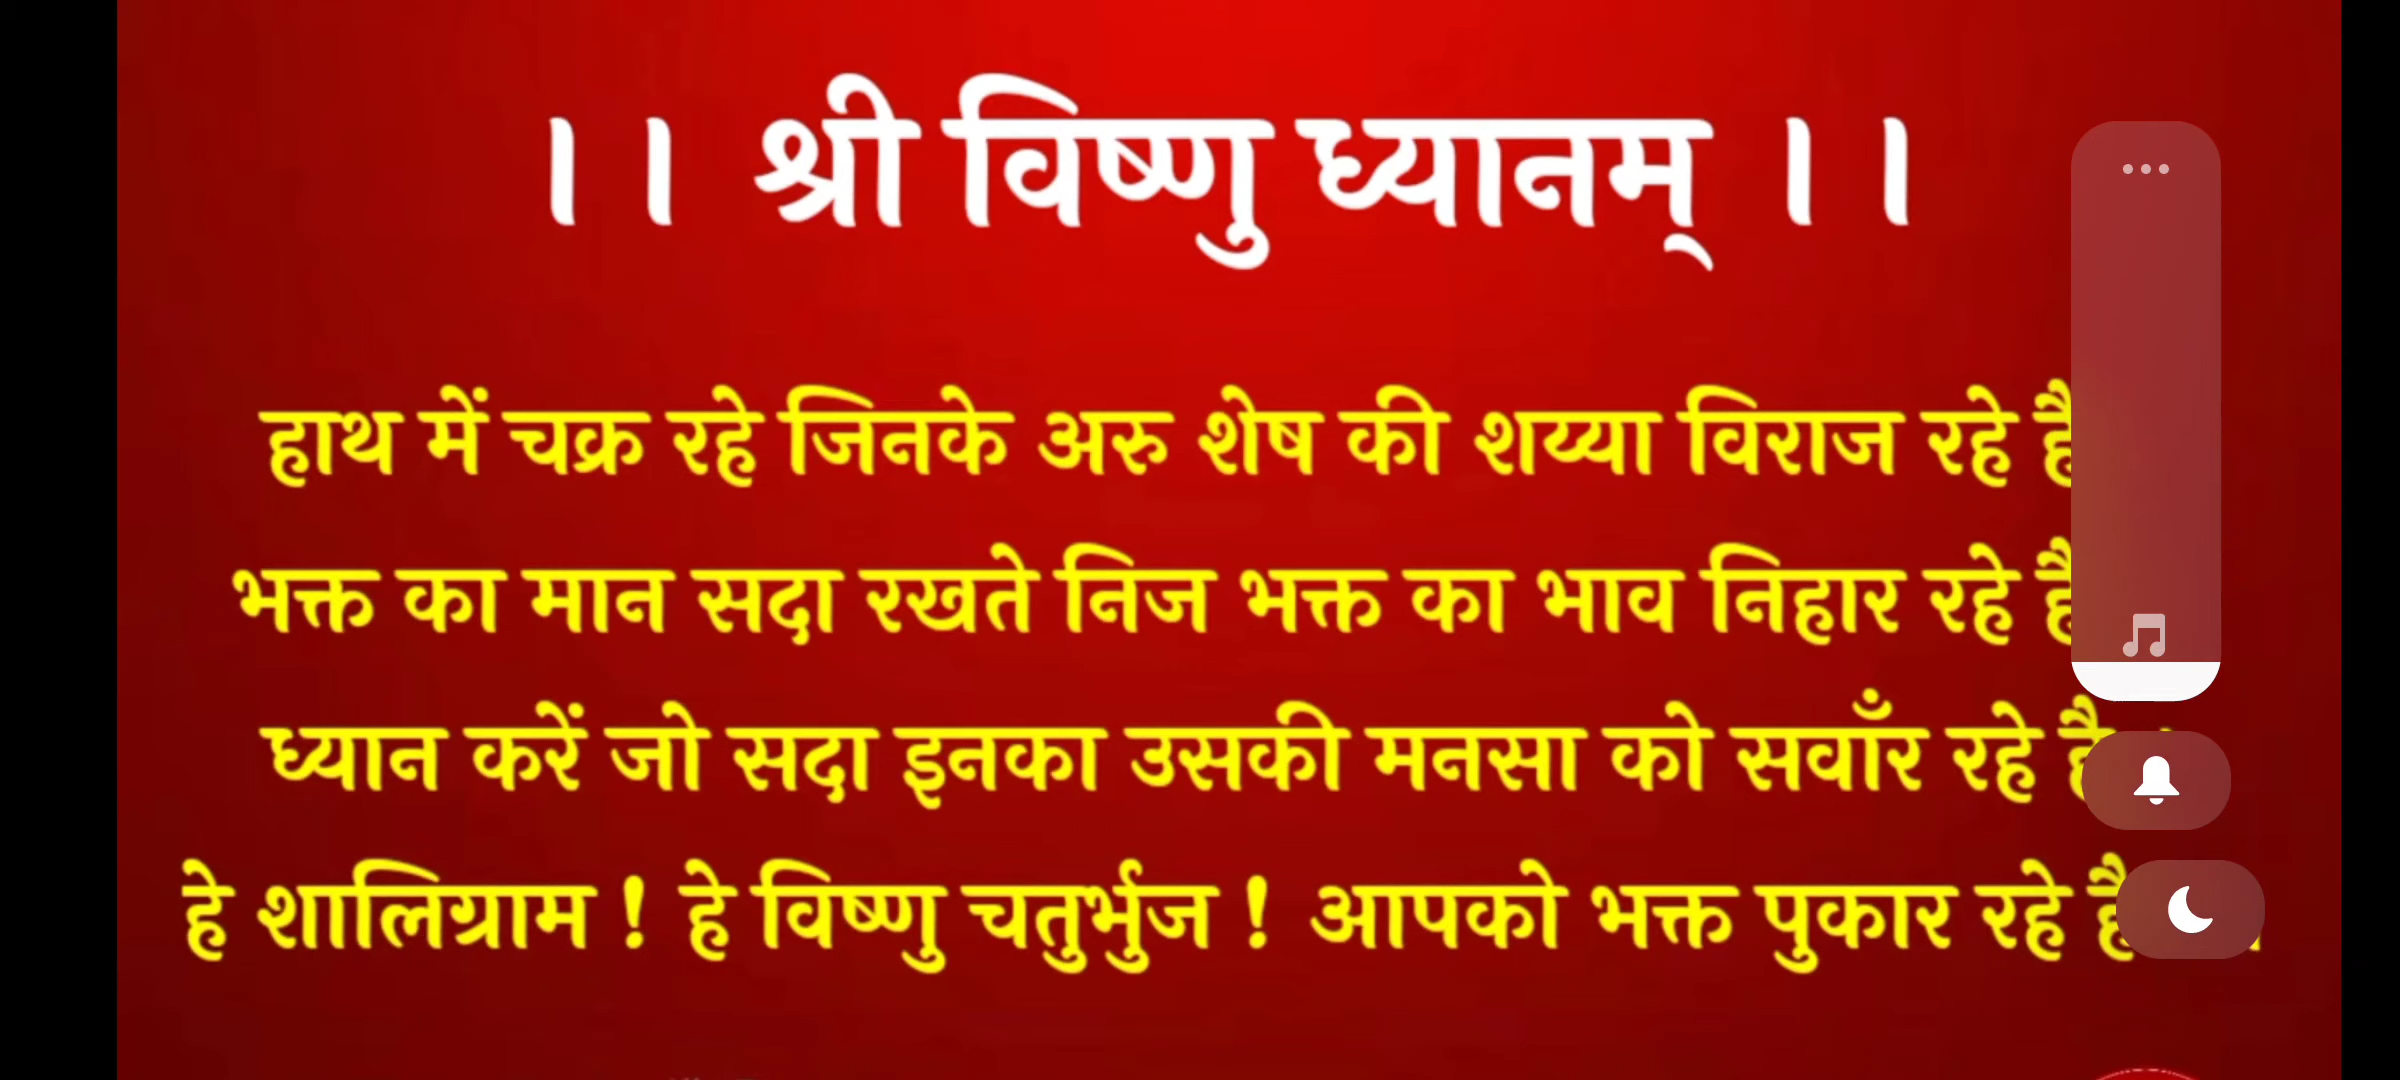 ।। श्री विष्णु ध्यानम् ।।
हाथ में चक्र रहे जिनके अरु शेष की शय्या विराज रहे
भक्त का मान सदा रखते निज भक्त का भाव निहार रहे
ध्यान करें जो सदा इनका उसकी मनसा को सवाँर रहे
हे शालिग्राम ! हे विष्णु चतुर्भुज ! आपको भक्त पुकार रहे